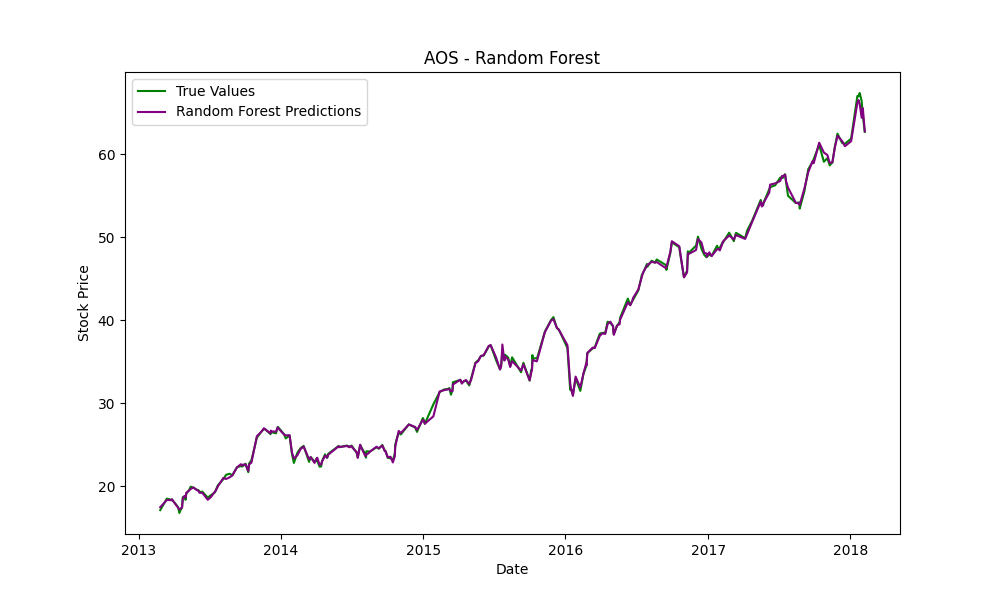 AOS - Random Forest
True Values
Random Forest Predictions
Stock Price
60
50
40
30
20
2013 2014 2015 2016 2017 2018
Date